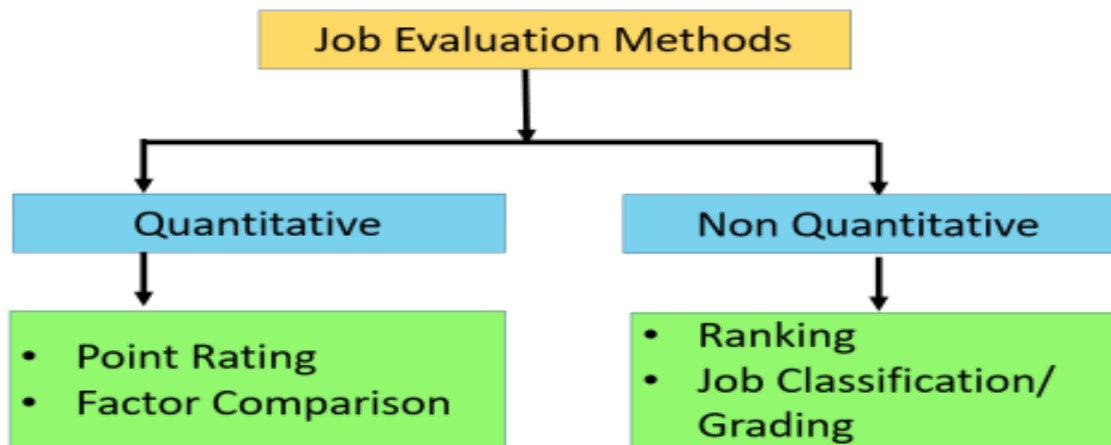 Job Evaluation Methods
Quantitative
Non Quantitative
• Point Rating
• Factor Comparison
• Ranking
• Job Classification/
Grading